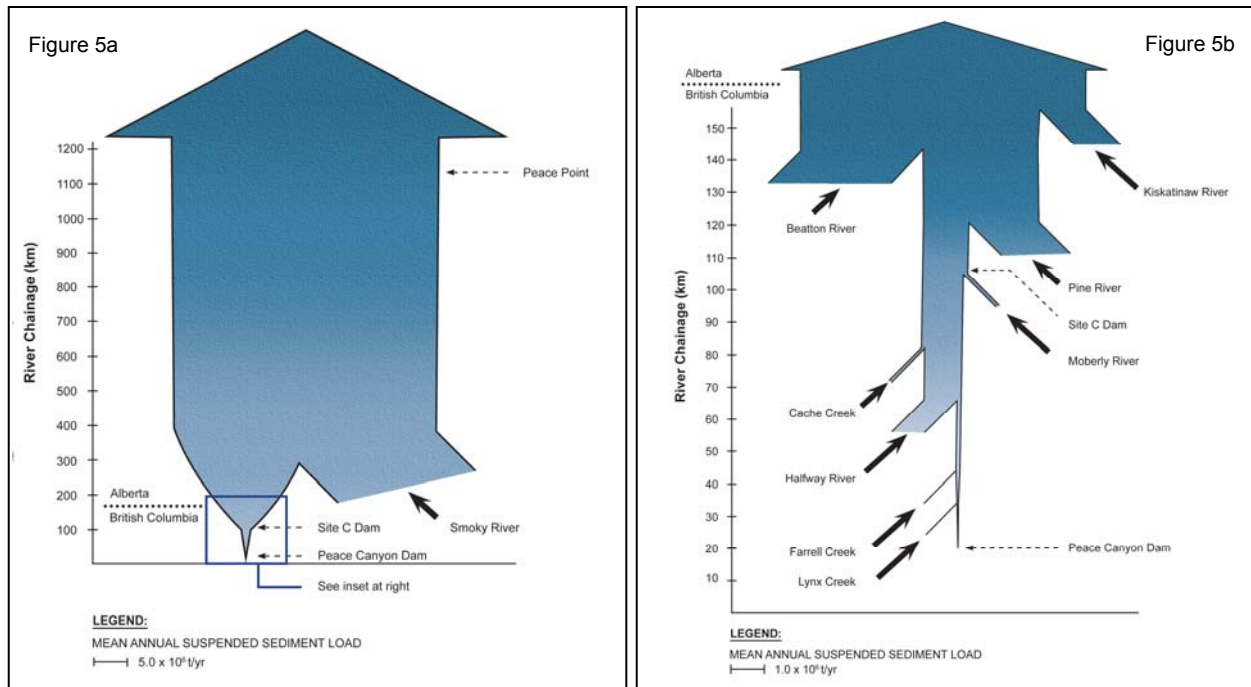 Figure 5a
1200
1100
1000
900
800
700
600
500
400
300
200
100
River Chainage (km)
Peace Point
Alberta
British Columbia
Site C Dam
Smoky River
Peace Canyon Dam
See inset at right
LEGEND:
MEAN ANNUAL SUSPENDED SEDIMENT LOAD
5.0 x 10⁶ t/yr
Figure 5b
Alberta
British Columbia
150
140
130
120
110
100
90
80
70
60
50
40
30
20
10
River Chainage (km)
Kiskatinaw River
Beatton River
Pine River
Site C Dam
Moberly River
Cache Creek
Halfway River
Farrell Creek
Peace Canyon Dam
Lynx Creek
LEGEND:
MEAN ANNUAL SUSPENDED SEDIMENT LOAD
1.0 x 10⁶ t/yr